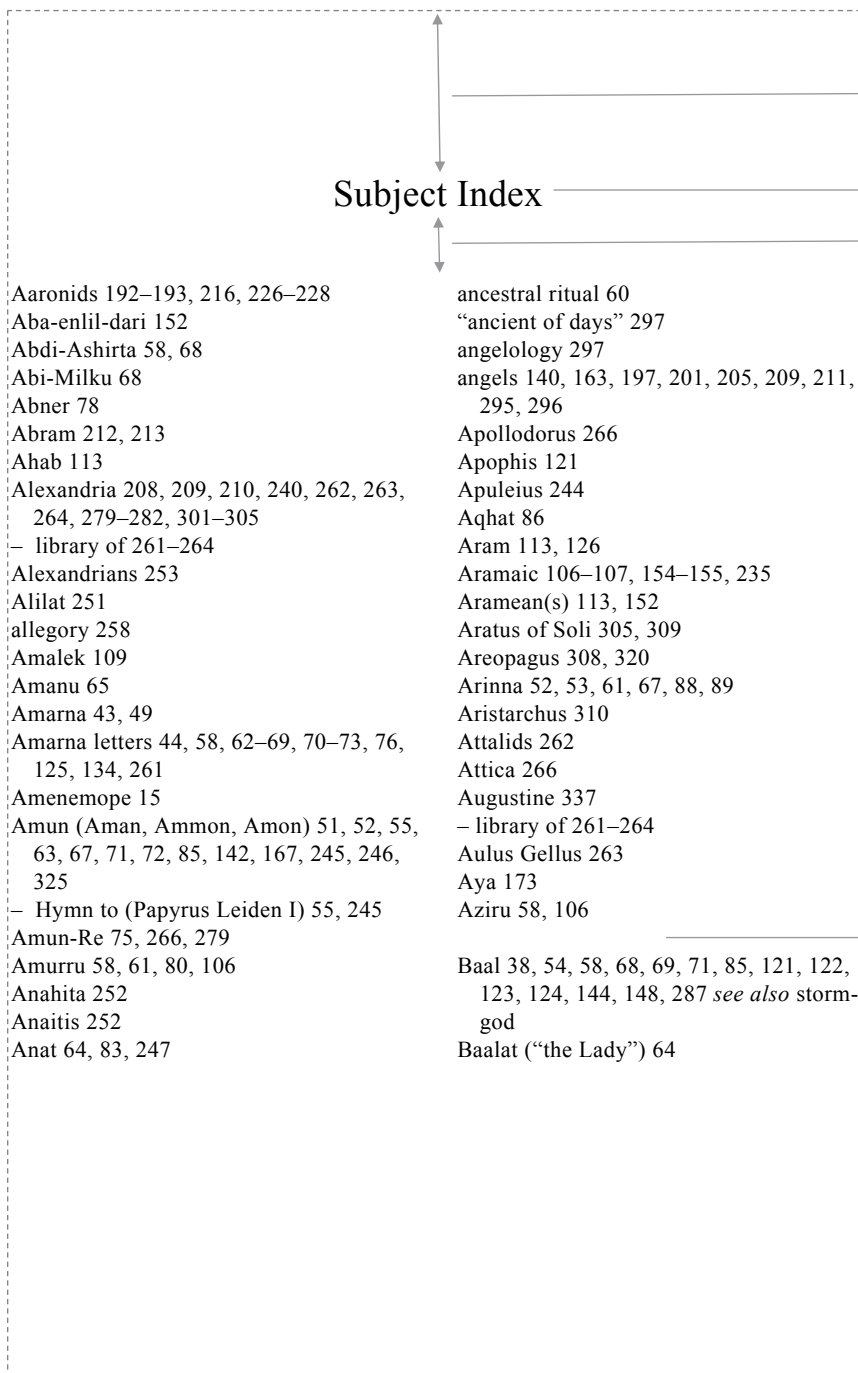 Subject Index
Aaronids 192–193, 216, 226–228
Aba-enlil-dari 152
Abdi-Ashirta 58, 68
Abi-Milku 68
Abner 78
Abram 212, 213
Ahab 113
Alexandria 208, 209, 210, 240, 262, 263,
264, 279–282, 301–305
– library of 261–264
Alexandrians 253
Alilat 251
allegory 258
Amalek 109
Amanu 65
Amarna 43, 49
Amarna letters 44, 58, 62–69, 70–73, 76,
125, 134, 261
Amenemope 15
Amun (Aman, Ammon, Amon) 51, 52, 55,
63, 67, 71, 72, 85, 142, 167, 245, 246,
325
– Hymn to (Papyrus Leiden I) 55, 245
Amun-Re 75, 266, 279
Amurru 58, 61, 80, 106
Anahita 252
Anaitis 252
Anat 64, 83, 247
ancestral ritual 60
“ancient of days” 297
angelology 297
angels 140, 163, 197, 201, 205, 209, 211,
295, 296
Apollodorus 266
Apophis 121
Apuleius 244
Aqhat 86
Aram 113, 126
Aramaic 106–107, 154–155, 235
Aramean(s) 113, 152
Aratus of Soli 305, 309
Areopagus 308, 320
Arinna 52, 53, 61, 67, 88, 89
Aristarchus 310
Attalids 262
Attica 266
Augustine 337
– library of 261–264
Aulus Gellus 263
Aya 173
Aziru 58, 106
Baal 38, 54, 58, 68, 69, 71, 85, 121, 122,
123, 124, 144, 148, 287 see also storm-
god
Baalat (“the Lady”) 64